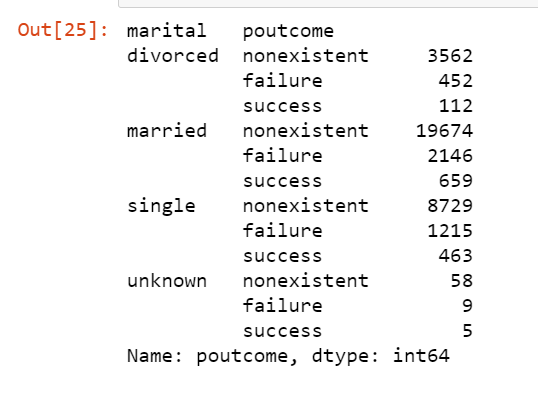 Out[25]: marital   poutcome
divorced  nonexistent     3562
          failure          452
          success          112
married   nonexistent    19674
          failure         2146
          success          659
single    nonexistent     8729
          failure         1215
          success          463
unknown   nonexistent       58
          failure            9
          success            5
Name: poutcome, dtype: int64